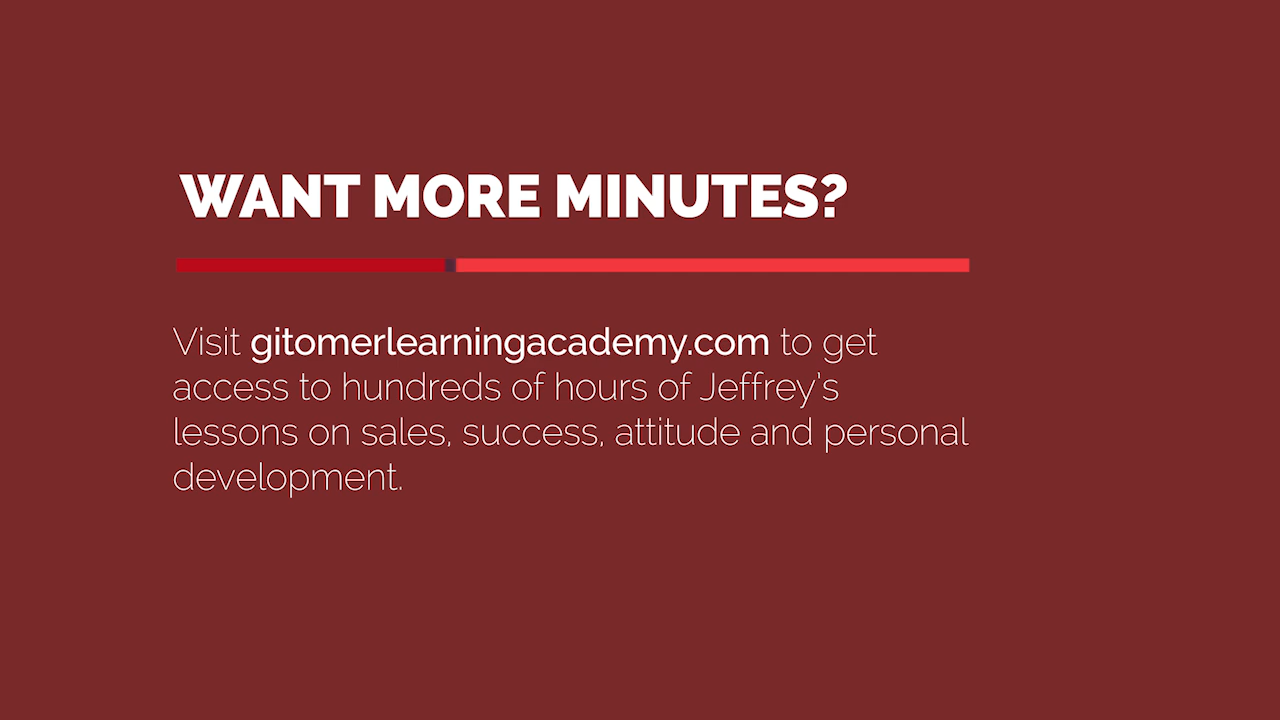 WANT MORE MINUTES?
Visit gitomerlearningacademy.com to get
access to hundreds of hours of Jeffrey's
lessons on sales, success, attitude and personal
development.